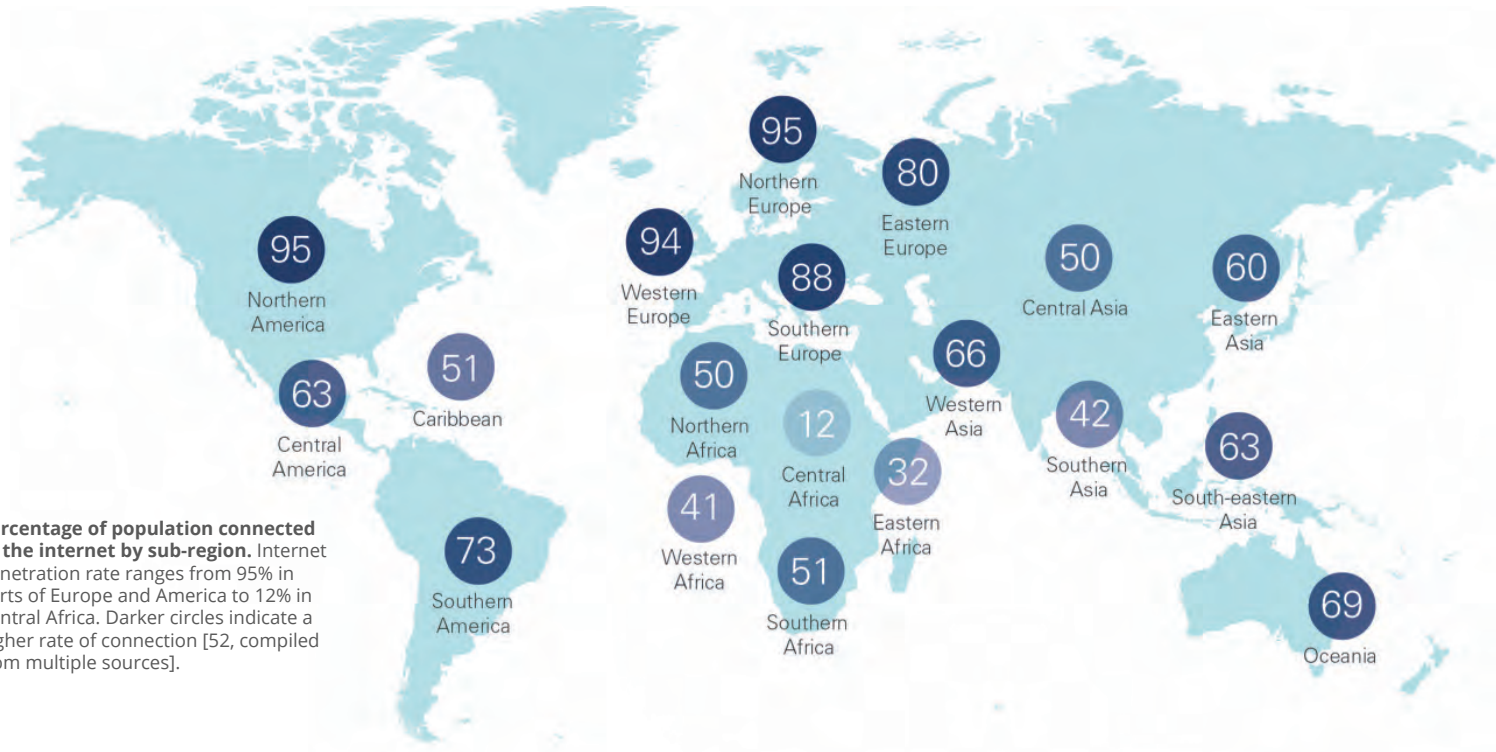 95
Northern
Europe
80
Eastern
Europe
95
Northern
America
94
Western
Europe
88
Southern
Europe
50
Central Asia
60
Eastern
Asia
63
Central
America
51
Caribbean
50
Northern
Africa
12
Central
Africa
66
Western
Asia
42
Southern
Asia
63
South-eastern
Asia
41
Western
Africa
32
Eastern
Africa
73
Southern
America
51
Southern
Africa
69
Oceania
rcentage of population connected
the internet by sub-region. Internet
netration rate ranges from 95% in
rts of Europe and America to 12% in
ntral Africa. Darker circles indicate a
gher rate of connection [52, compiled
om multiple sources].